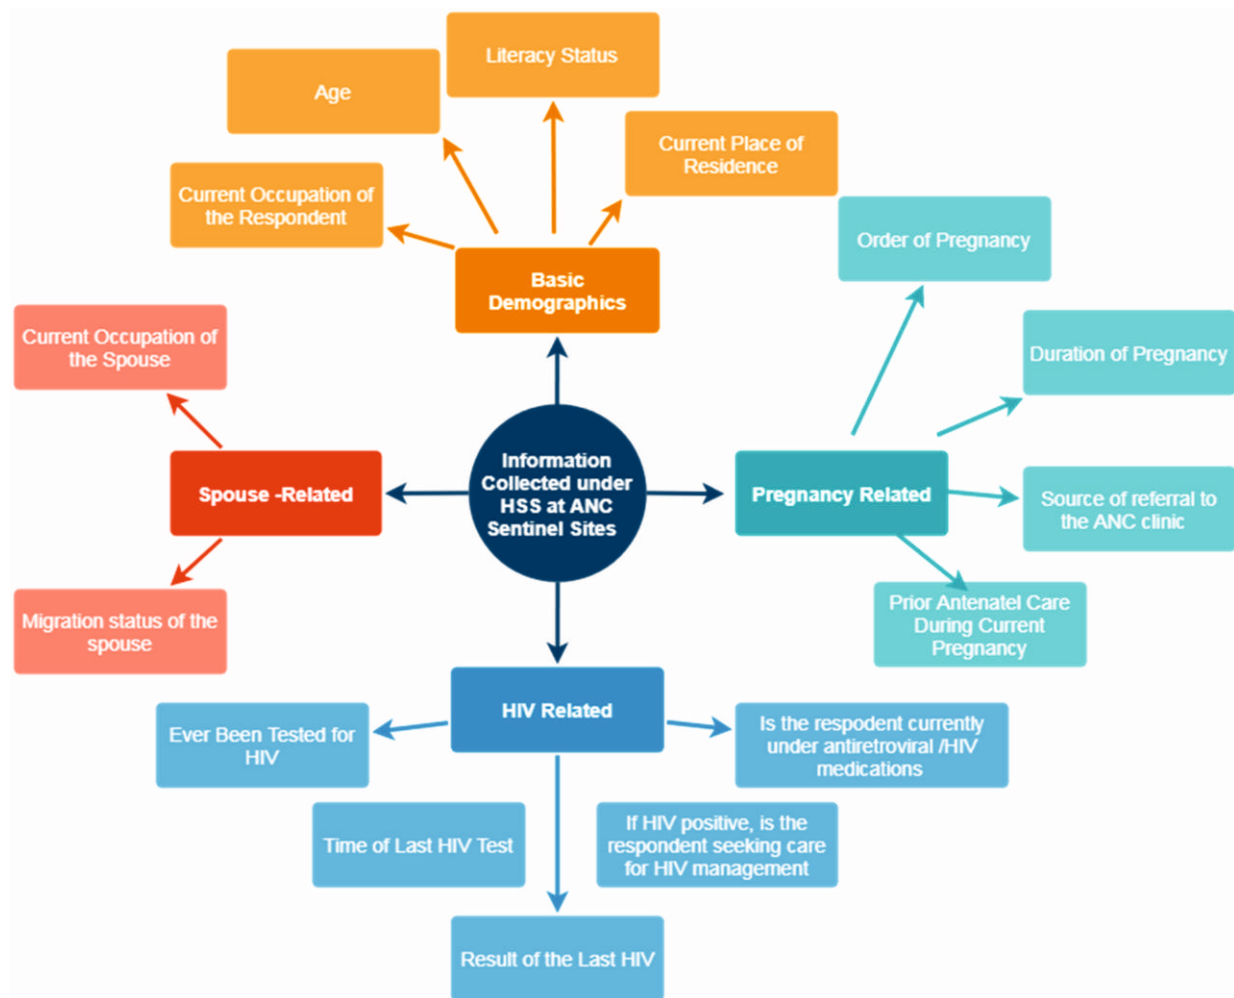 Literacy Status
Age
Current Place of
Residence
Current Occupation of
the Respondent
Order of Pregnancy
Basic
Demographics
Current Occupation of
the Spouse
Duration of Pregnancy
Information
Collected under
HSS at ANC
Sentinel Sites
Spouse -Related
Pregnancy Related
Source of referral to
the ANC clinic
Migration status of the
spouse
Prior Antenatel Care
During Current
Pregnancy
HIV Related
Ever Been Tested for
HIV
Is the respodent currently
under antiretroviral /HIV
medications
Time of Last HIV Test
If HIV positive, is the
respondent seeking care
for HIV management
Result of the Last HIV